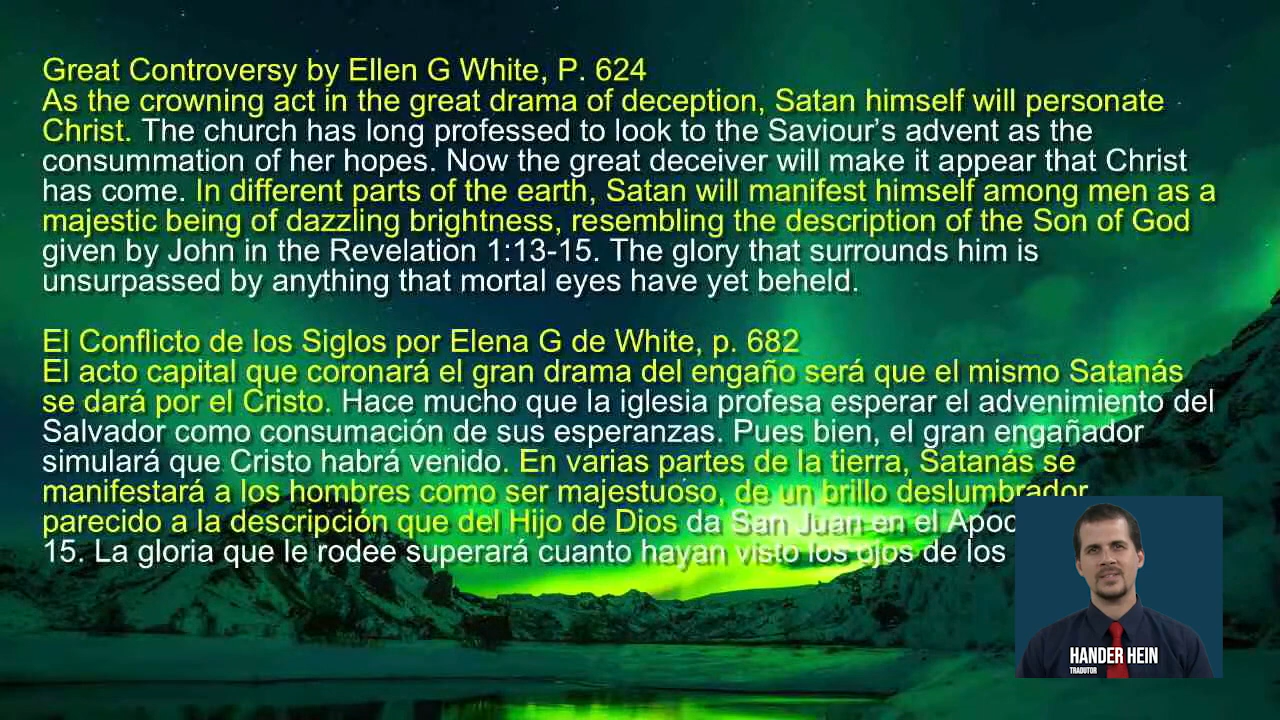 Great Controversy by Ellen G White, P. 624
As the crowning act in the great drama of deception, Satan himself will personate
Christ. The church has long professed to look to the Saviour’s advent as the
consummation of her hopes. Now the great deceiver will make it appear that Christ
has come. In different parts of the earth, Satan will manifest himself among men as a
majestic being of dazzling brightness, resembling the description of the Son of God
given by John in the Revelation 1:13-15. The glory that surrounds him is
unsurpassed by anything that mortal eyes have yet beheld.
El Conflicto de los Siglos por Elena G de White, p. 682
El acto capital que coronará el gran drama del engaño será que el mismo Satanás
se dará por el Cristo. Hace mucho que la iglesia profesa esperar el advenimiento del
Salvador como consumación de sus esperanzas. Pues bien, el gran engañador
simulará que Cristo habrá venido. En varias partes de la tierra, Satanás se
manifestará a los hombres como ser majestuoso, de un brillo deslumbrador
parecido a la descripción que del Hijo de Dios da San Juan en el Apoc
15. La gloria que le rodee superará cuanto hayan visto los ojos de los
HANDER HEIN
TRADUTOR